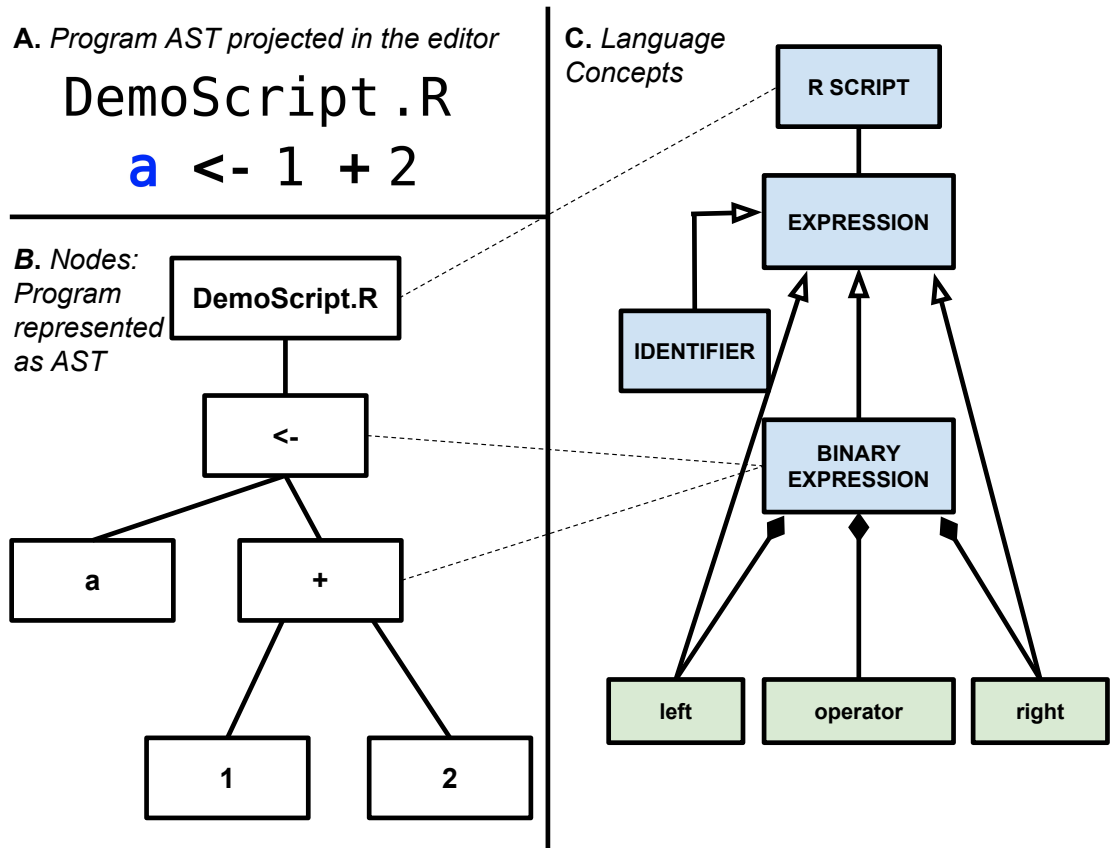 A. Program AST projected in the editor
DemoScript.R
a <- 1 + 2
B. Nodes:
Program
represented
as AST
DemoScript.R
<-
a
+
1
2
C. Language
Concepts
R SCRIPT
EXPRESSION
IDENTIFIER
BINARY
EXPRESSION
left
operator
right